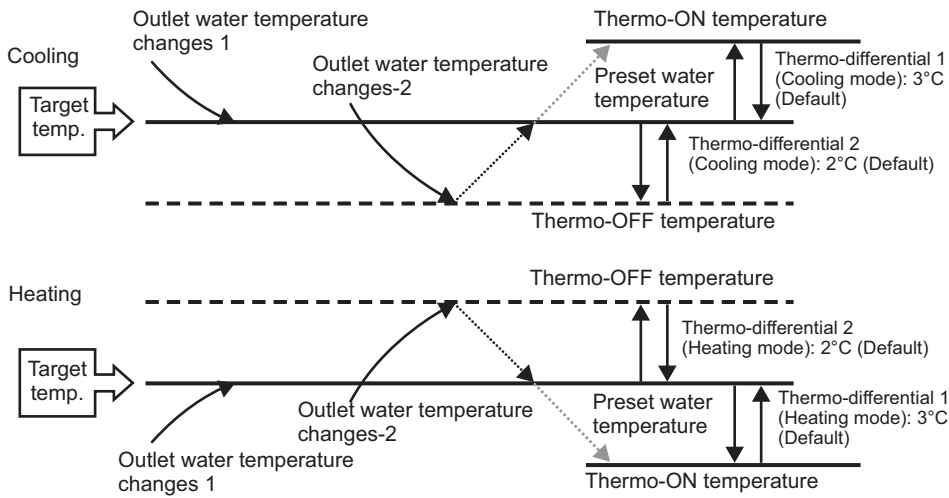 Outlet water temperature
changes 1
Thermo-ON temperature
Cooling
Outlet water temperature
changes-2
Preset water
temperature
Thermo-differential 1
(Cooling mode): 3°C
(Default)
Target
temp.
Thermo-differential 2
(Cooling mode): 2°C (Default)
Thermo-OFF temperature
Thermo-OFF temperature
Heating
Thermo-differential 2
(Heating mode): 2°C (Default)
Target
temp.
Outlet water temperature
changes-2
Preset water
temperature
Thermo-differential 1
(Heating mode): 3°C
(Default)
Outlet water temperature
changes 1
Thermo-ON temperature